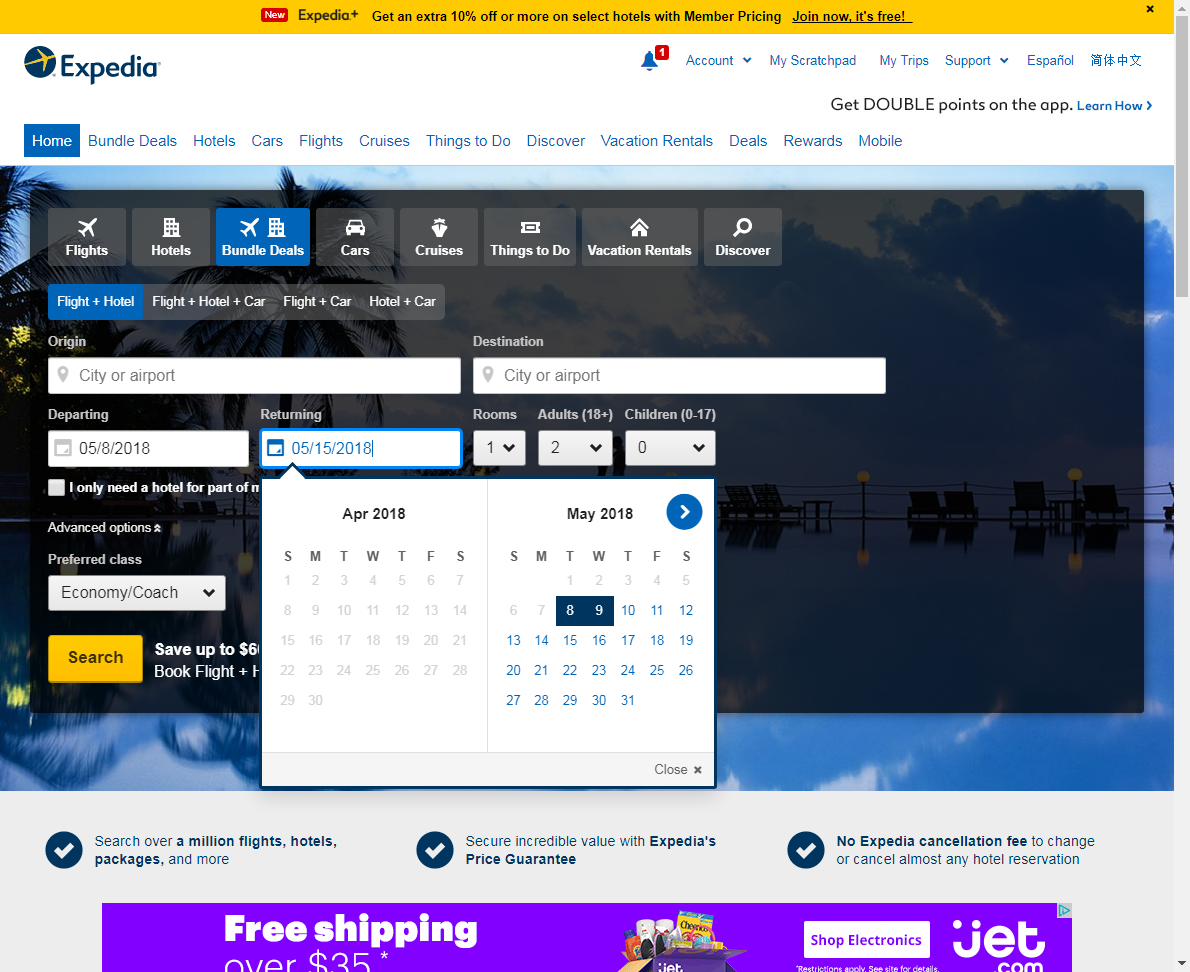 New Expedia+ Get an extra 10% off or more on select hotels with Member Pricing Join now, it's free!
Expedia
1 Account My Scratchpad My Trips Support Español 简体中文
Get DOUBLE points on the app. Learn How
Home Bundle Deals Hotels Cars Flights Cruises Things to Do Discover Vacation Rentals Deals Rewards Mobile
Flights Hotels Bundle Deals Cars Cruises Things to Do Vacation Rentals Discover
Flight + Hotel Flight + Hotel + Car Flight + Car Hotel + Car
Origin Destination
City or airport City or airport
Departing Returning Rooms Adults (18+) Children (0-17)
05/8/2018 05/15/2018 1 2 0
I only need a hotel for part of m
Advanced options
Preferred class
Economy/Coach
Search
Save up to $6
Book Flight + H
Apr 2018
S M T W T F S
1 2 3 4 5 6 7
8 9 10 11 12 13 14
15 16 17 18 19 20 21
22 23 24 25 26 27 28
29 30
May 2018
S M T W T F S
1 2 3 4 5
6 7 8 9 10 11 12
13 14 15 16 17 18 19
20 21 22 23 24 25 26
27 28 29 30 31
Close
Search over a million flights, hotels,
packages, and more
Secure incredible value with Expedia's
Price Guarantee
No Expedia cancellation fee to change
or cancel almost any hotel reservation
Free shipping
over $35*
Cheerios
jet
Shop Electronics
*Restrictions apply. See site for details.
jet
.com